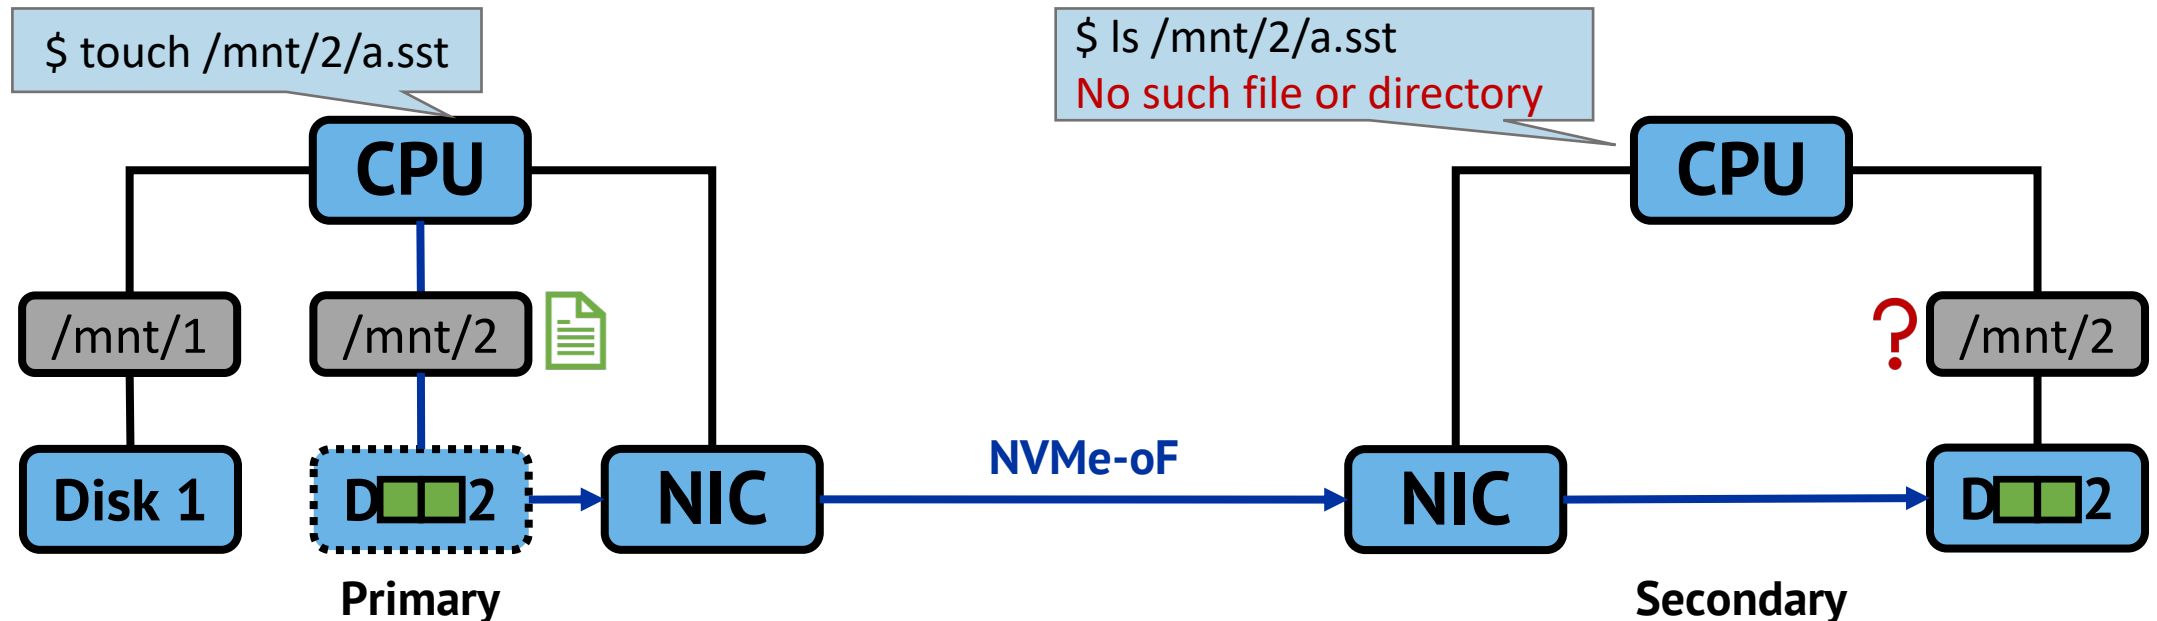 $ touch /mnt/2/a.sst
$ ls /mnt/2/a.sst
No such file or directory
CPU
CPU
/mnt/1
/mnt/2
/mnt/2
Disk 1
D 2
NIC
NVMe-oF
NIC
D 2
Primary
Secondary